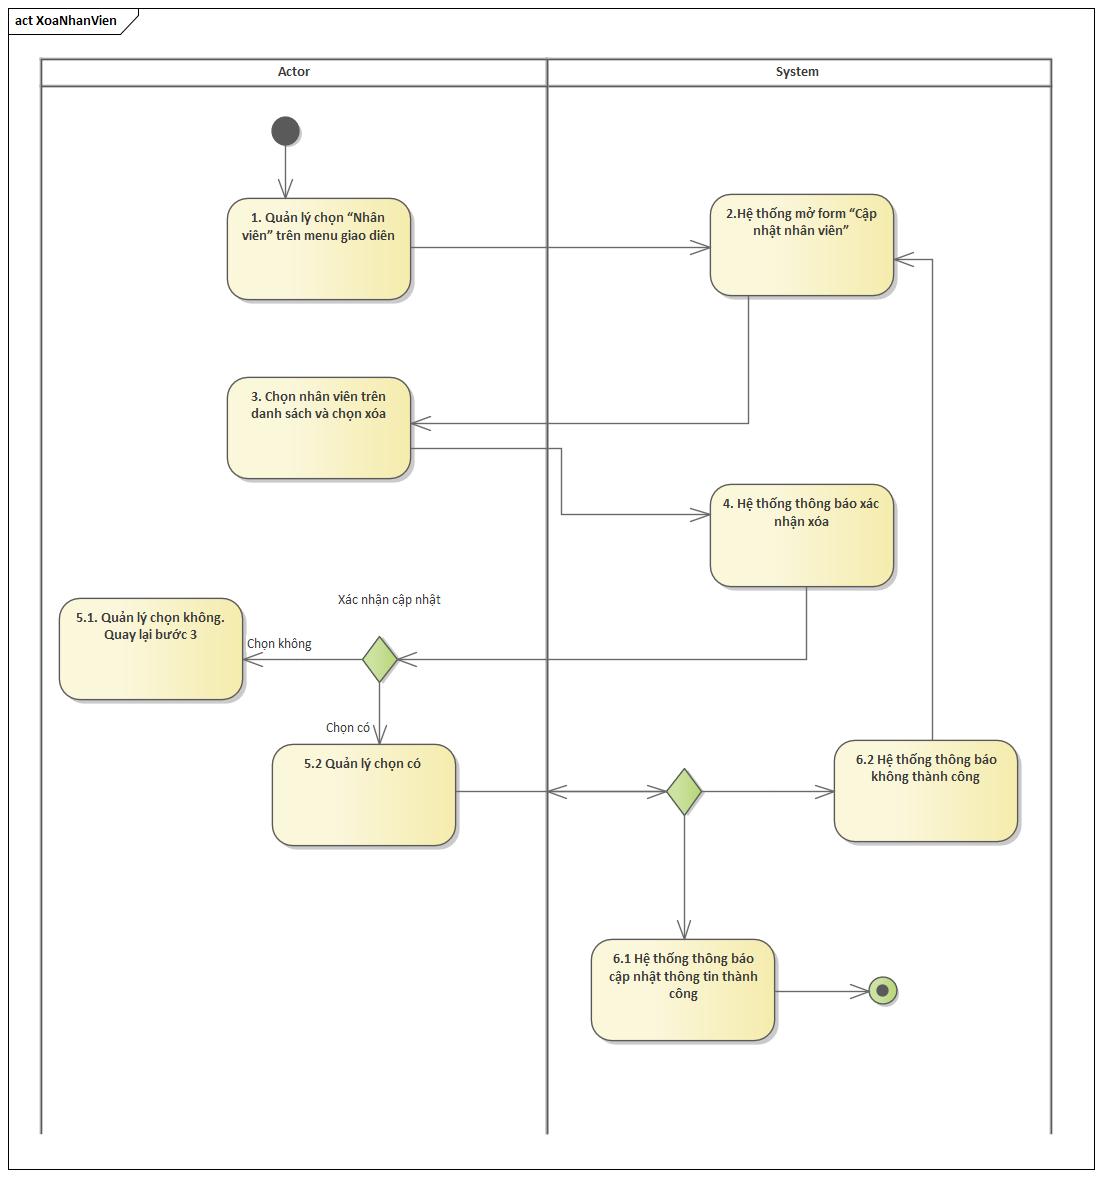 act XoaNhanVien
Actor
System
1. Quản lý chọn “Nhân
viên” trên menu giao diên
2.Hệ thống mở form “Cập
nhật nhân viên”
3. Chọn nhân viên trên
danh sách và chọn xóa
4. Hệ thống thông báo xác
nhận xóa
Xác nhận cập nhật
5.1. Quản lý chọn không.
Quay lại bước 3
Chọn không
Chọn có
5.2 Quản lý chọn có
6.2 Hệ thống thông báo
không thành công
6.1 Hệ thống thông báo
cập nhật thông tin thành
công